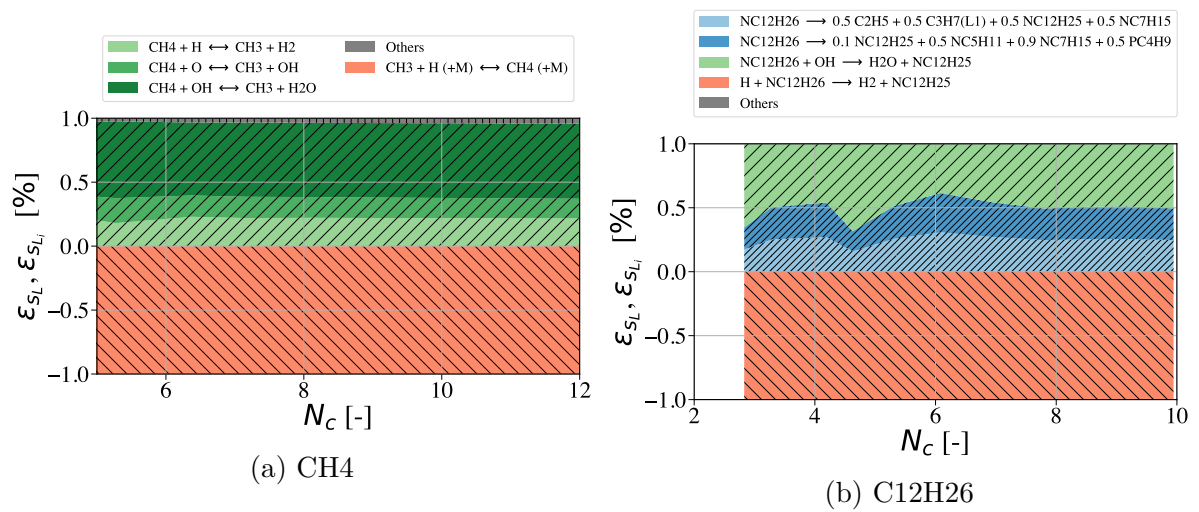 CH4 + H ⟷ CH3 + H2
CH4 + O ⟷ CH3 + OH
CH4 + OH ⟷ CH3 + H2O
Others
CH3 + H (+M) ⟷ CH4 (+M)
1.0
0.5
0.0
−0.5
−1.0
ε_{s_L}, ε_{s_{L_i}} [%]
6
8
10
12
N_c [-]
(a) CH4
NC12H26 ⟶ 0.5 C2H5 + 0.5 C3H7(L1) + 0.5 NC12H25 + 0.5 NC7H15
NC12H26 ⟶ 0.1 NC12H25 + 0.5 NC5H11 + 0.9 NC7H15 + 0.5 PC4H9
NC12H26 + OH ⟶ H2O + NC12H25
H + NC12H26 ⟶ H2 + NC12H25
Others
1.0
0.5
0.0
−0.5
−1.0
ε_{s_L}, ε_{s_{L_i}} [%]
2
4
6
8
10
N_c [-]
(b) C12H26